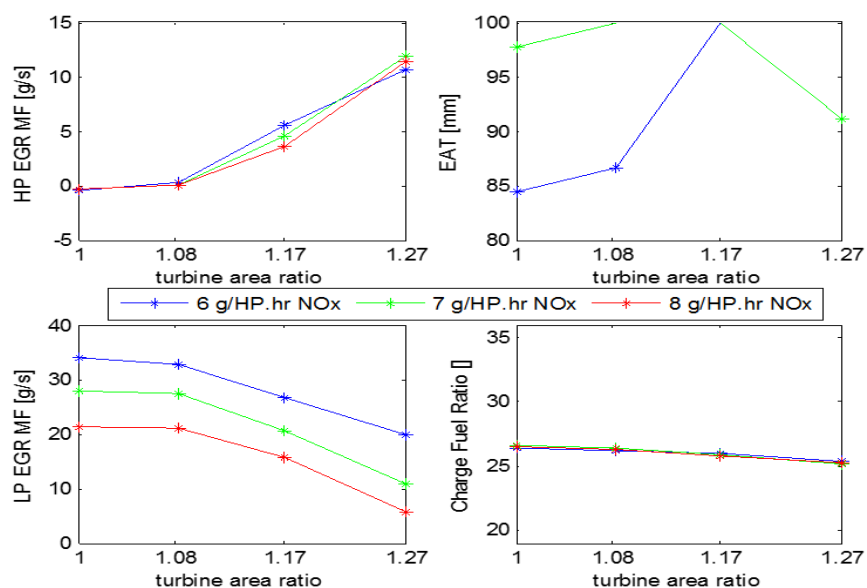 HP EGR MF [g/s]
15
10
5
0
-5
1 1.08 1.17 1.27
turbine area ratio
EAT [mm]
100
95
90
85
80
1 1.08 1.17 1.27
turbine area ratio
6 g/HP.hr NOx 7 g/HP.hr NOx 8 g/HP.hr NOx
LP EGR MF [g/s]
40
30
20
10
0
1 1.08 1.17 1.27
turbine area ratio
Charge Fuel Ratio []
35
30
25
20
1 1.08 1.17 1.27
turbine area ratio